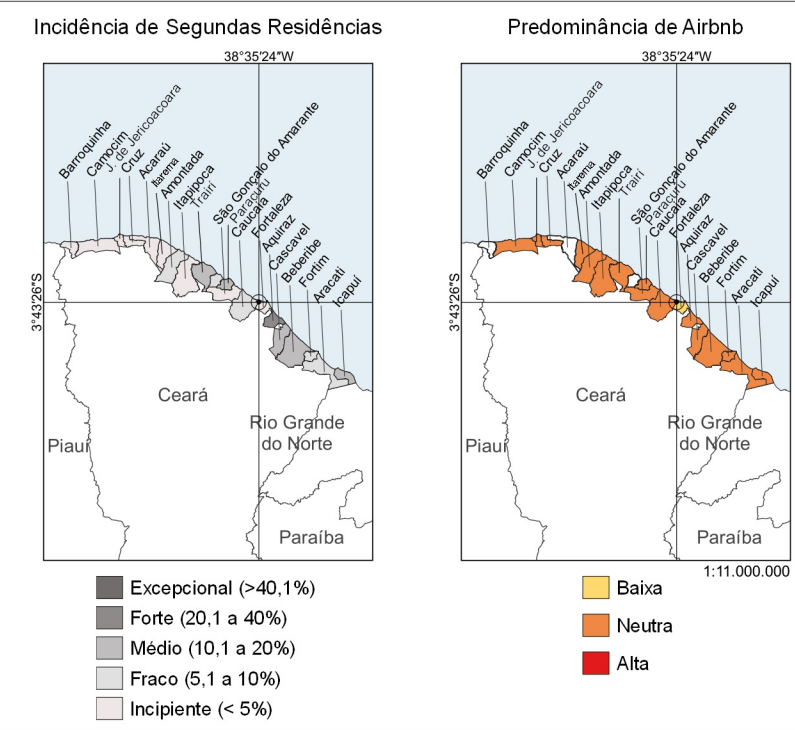 Incidência de Segundas Residências
38°35'24"W
Barroquinha
Camocim
J. de Jericoacoara
Cruz
Acaraú
Itarema
Amontada
Itapipoca
Trairi
São Gonçalo do Amarante
Paracuru
Caucaia
Fortaleza
Aquiraz
Cascavel
Beberibe
Fortim
Aracati
Icapuí
3°43'26"S
Ceará
Rio Grande
do Norte
Piauí
Paraíba
Excepcional (>40,1%)
Forte (20,1 a 40%)
Médio (10,1 a 20%)
Fraco (5,1 a 10%)
Incipiente (< 5%)
Predominância de Airbnb
38°35'24"W
Barroquinha
Camocim
J. de Jericoacoara
Cruz
Acaraú
Itarema
Amontada
Itapipoca
Trairi
São Gonçalo do Amarante
Paracuru
Caucaia
Fortaleza
Aquiraz
Cascavel
Beberibe
Fortim
Aracati
Icapuí
3°43'26"S
Ceará
Rio Grande
do Norte
Piauí
Paraíba
1:11.000.000
Baixa
Neutra
Alta